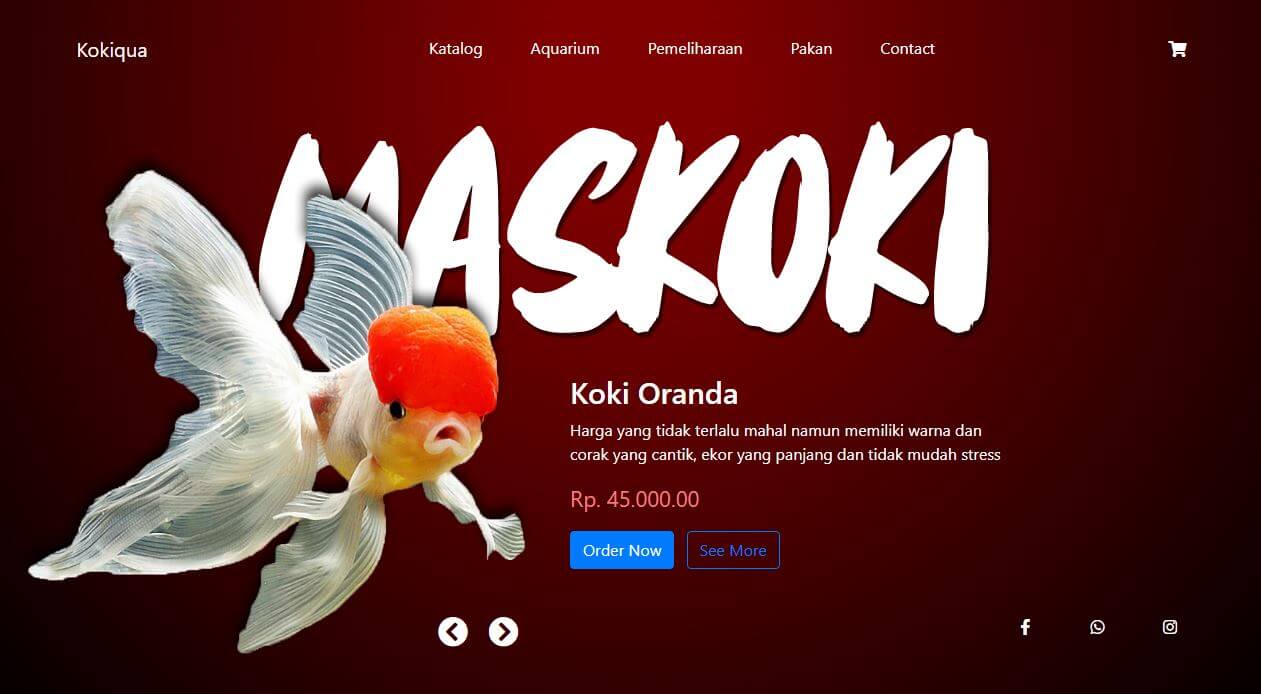 Kokiqua
Katalog Aquarium Pemeliharaan Pakan Contact
MASKOKI
Koki Oranda
Harga yang tidak terlalu mahal namun memiliki warna dan
corak yang cantik, ekor yang panjang dan tidak mudah stress
Rp. 45.000.00
Order Now See More